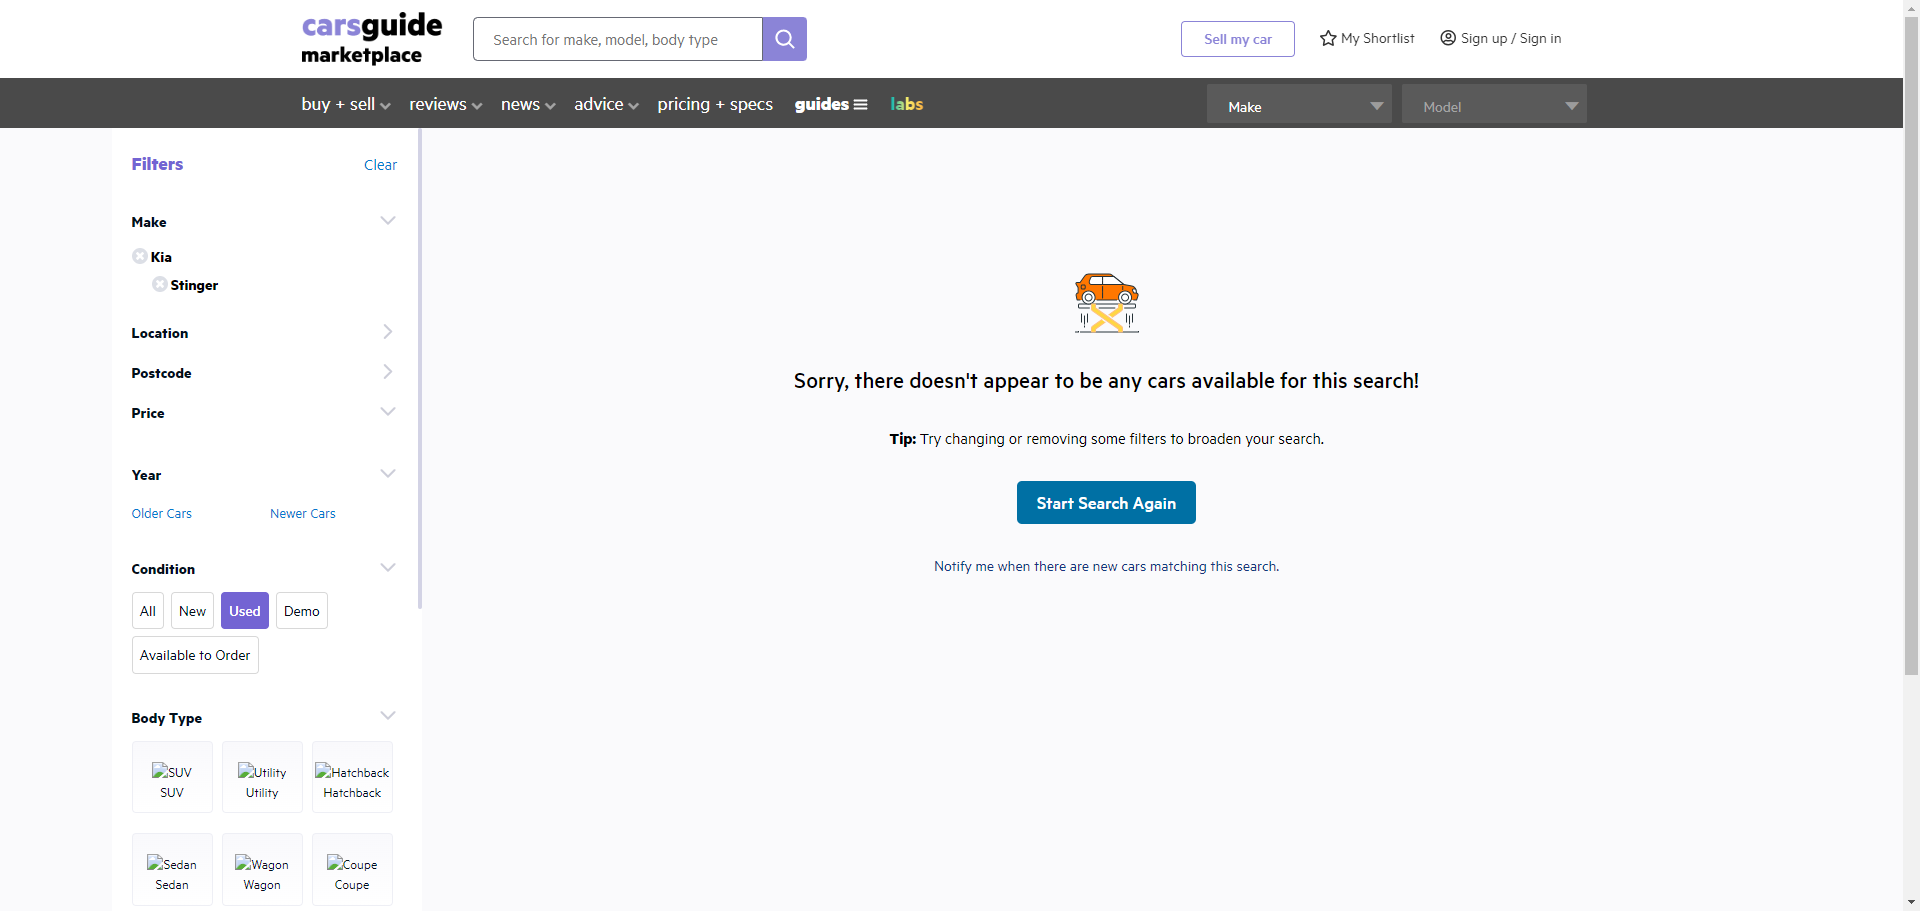 carsguide
marketplace
Search for make, model, body type
Sell my car
My Shortlist
Sign up / Sign in
buy + sell
reviews
news
advice
pricing + specs
guides
labs
Make
Model
Filters
Clear
Make
Kia
Stinger
Location
Postcode
Price
Year
Older Cars
Newer Cars
Condition
All
New
Used
Demo
Available to Order
Body Type
SUV
SUV
Utility
Utility
Hatchback
Hatchback
Sedan
Sedan
Wagon
Wagon
Coupe
Coupe
Sorry, there doesn't appear to be any cars available for this search!
Tip: Try changing or removing some filters to broaden your search.
Start Search Again
Notify me when there are new cars matching this search.